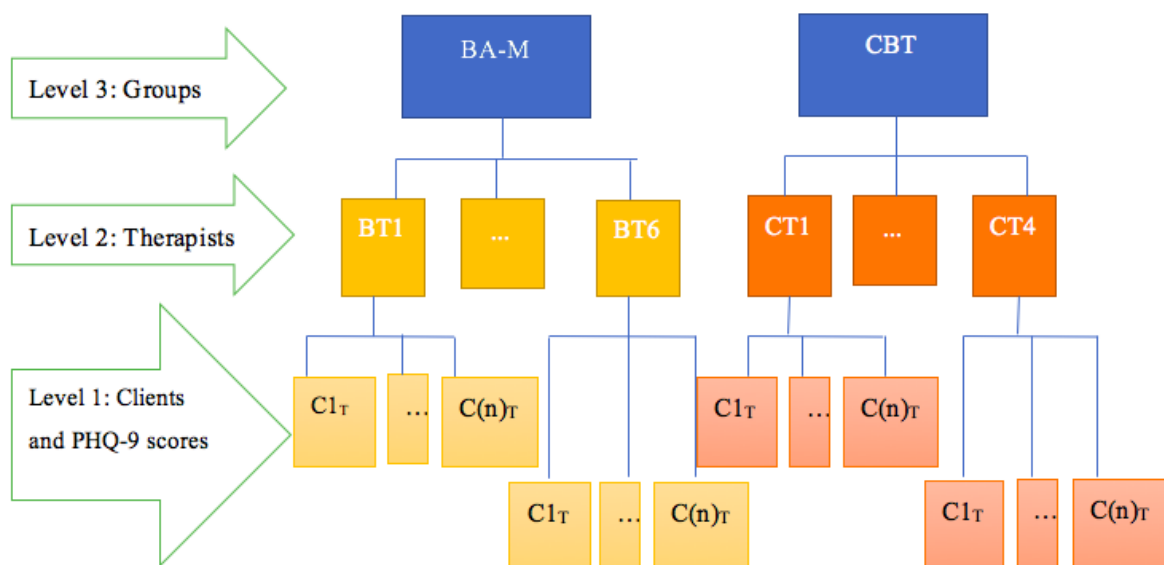 BA-M
CBT
Level 3: Groups
Level 2: Therapists
BT1
...
BT6
CT1
...
CT4
Level 1: Clients
and PHQ-9 scores
C1T
...
C(n)T
C1T
...
C(n)T
C1T
...
C(n)T
C1T
...
C(n)T